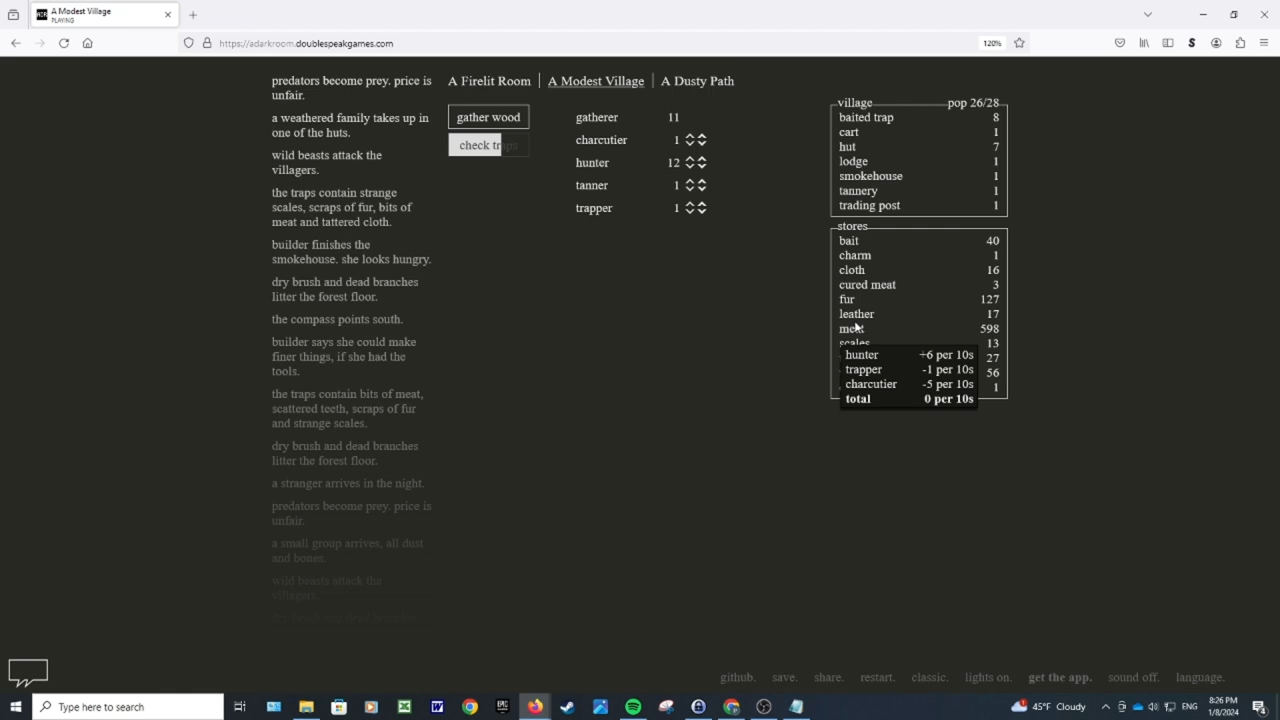 A Modest Village
PLAYING
https://adarkroom.doublespeakgames.com
120%
predators become prey. price is
unfair.
a weathered family takes up in
one of the huts.
wild beasts attack the
villagers.
the traps contain strange
scales, scraps of fur, bits of
meat and tattered cloth.
builder finishes the
smokehouse. she looks hungry.
dry brush and dead branches
litter the forest floor.
the compass points south.
builder says she could make
finer things, if she had the
tools.
the traps contain bits of meat,
scattered teeth, scraps of fur
and strange scales.
dry brush and dead branches
litter the forest floor.
a stranger arrives in the night.
predators become prey. price is
unfair.
a small group arrives, all dust
and bones.
wild beasts attack the
villagers.
dry brush and dead branches
A Firelit Room
A Modest Village
A Dusty Path
gather wood
check traps
gatherer 11
charcutier 1
hunter 12
tanner 1
trapper 1
village pop 26/28
baited trap 8
cart 1
hut 7
lodge 1
smokehouse 1
tannery 1
trading post 1
stores
bait 40
charm 1
cloth 16
cured meat 3
fur 127
leather 17
meat 598
scales 13
27
56
1
hunter +6 per 10s
trapper -1 per 10s
charcutier -5 per 10s
total 0 per 10s
github. save. share. restart. classic. lights on. get the app. sound off. language.
Type here to search
45°F Cloudy
ENG
8:26 PM
1/8/2024